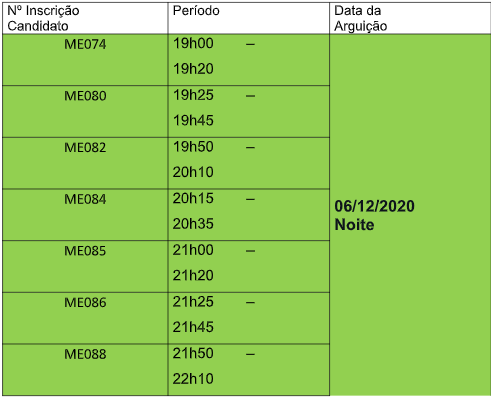 Nº Inscrição Candidato
Período
Data da Arguição
ME074
19h00 –
19h20
ME080
19h25 –
19h45
ME082
19h50 –
20h10
ME084
20h15 –
20h35
06/12/2020
Noite
ME085
21h00 –
21h20
ME086
21h25 –
21h45
ME088
21h50 –
22h10